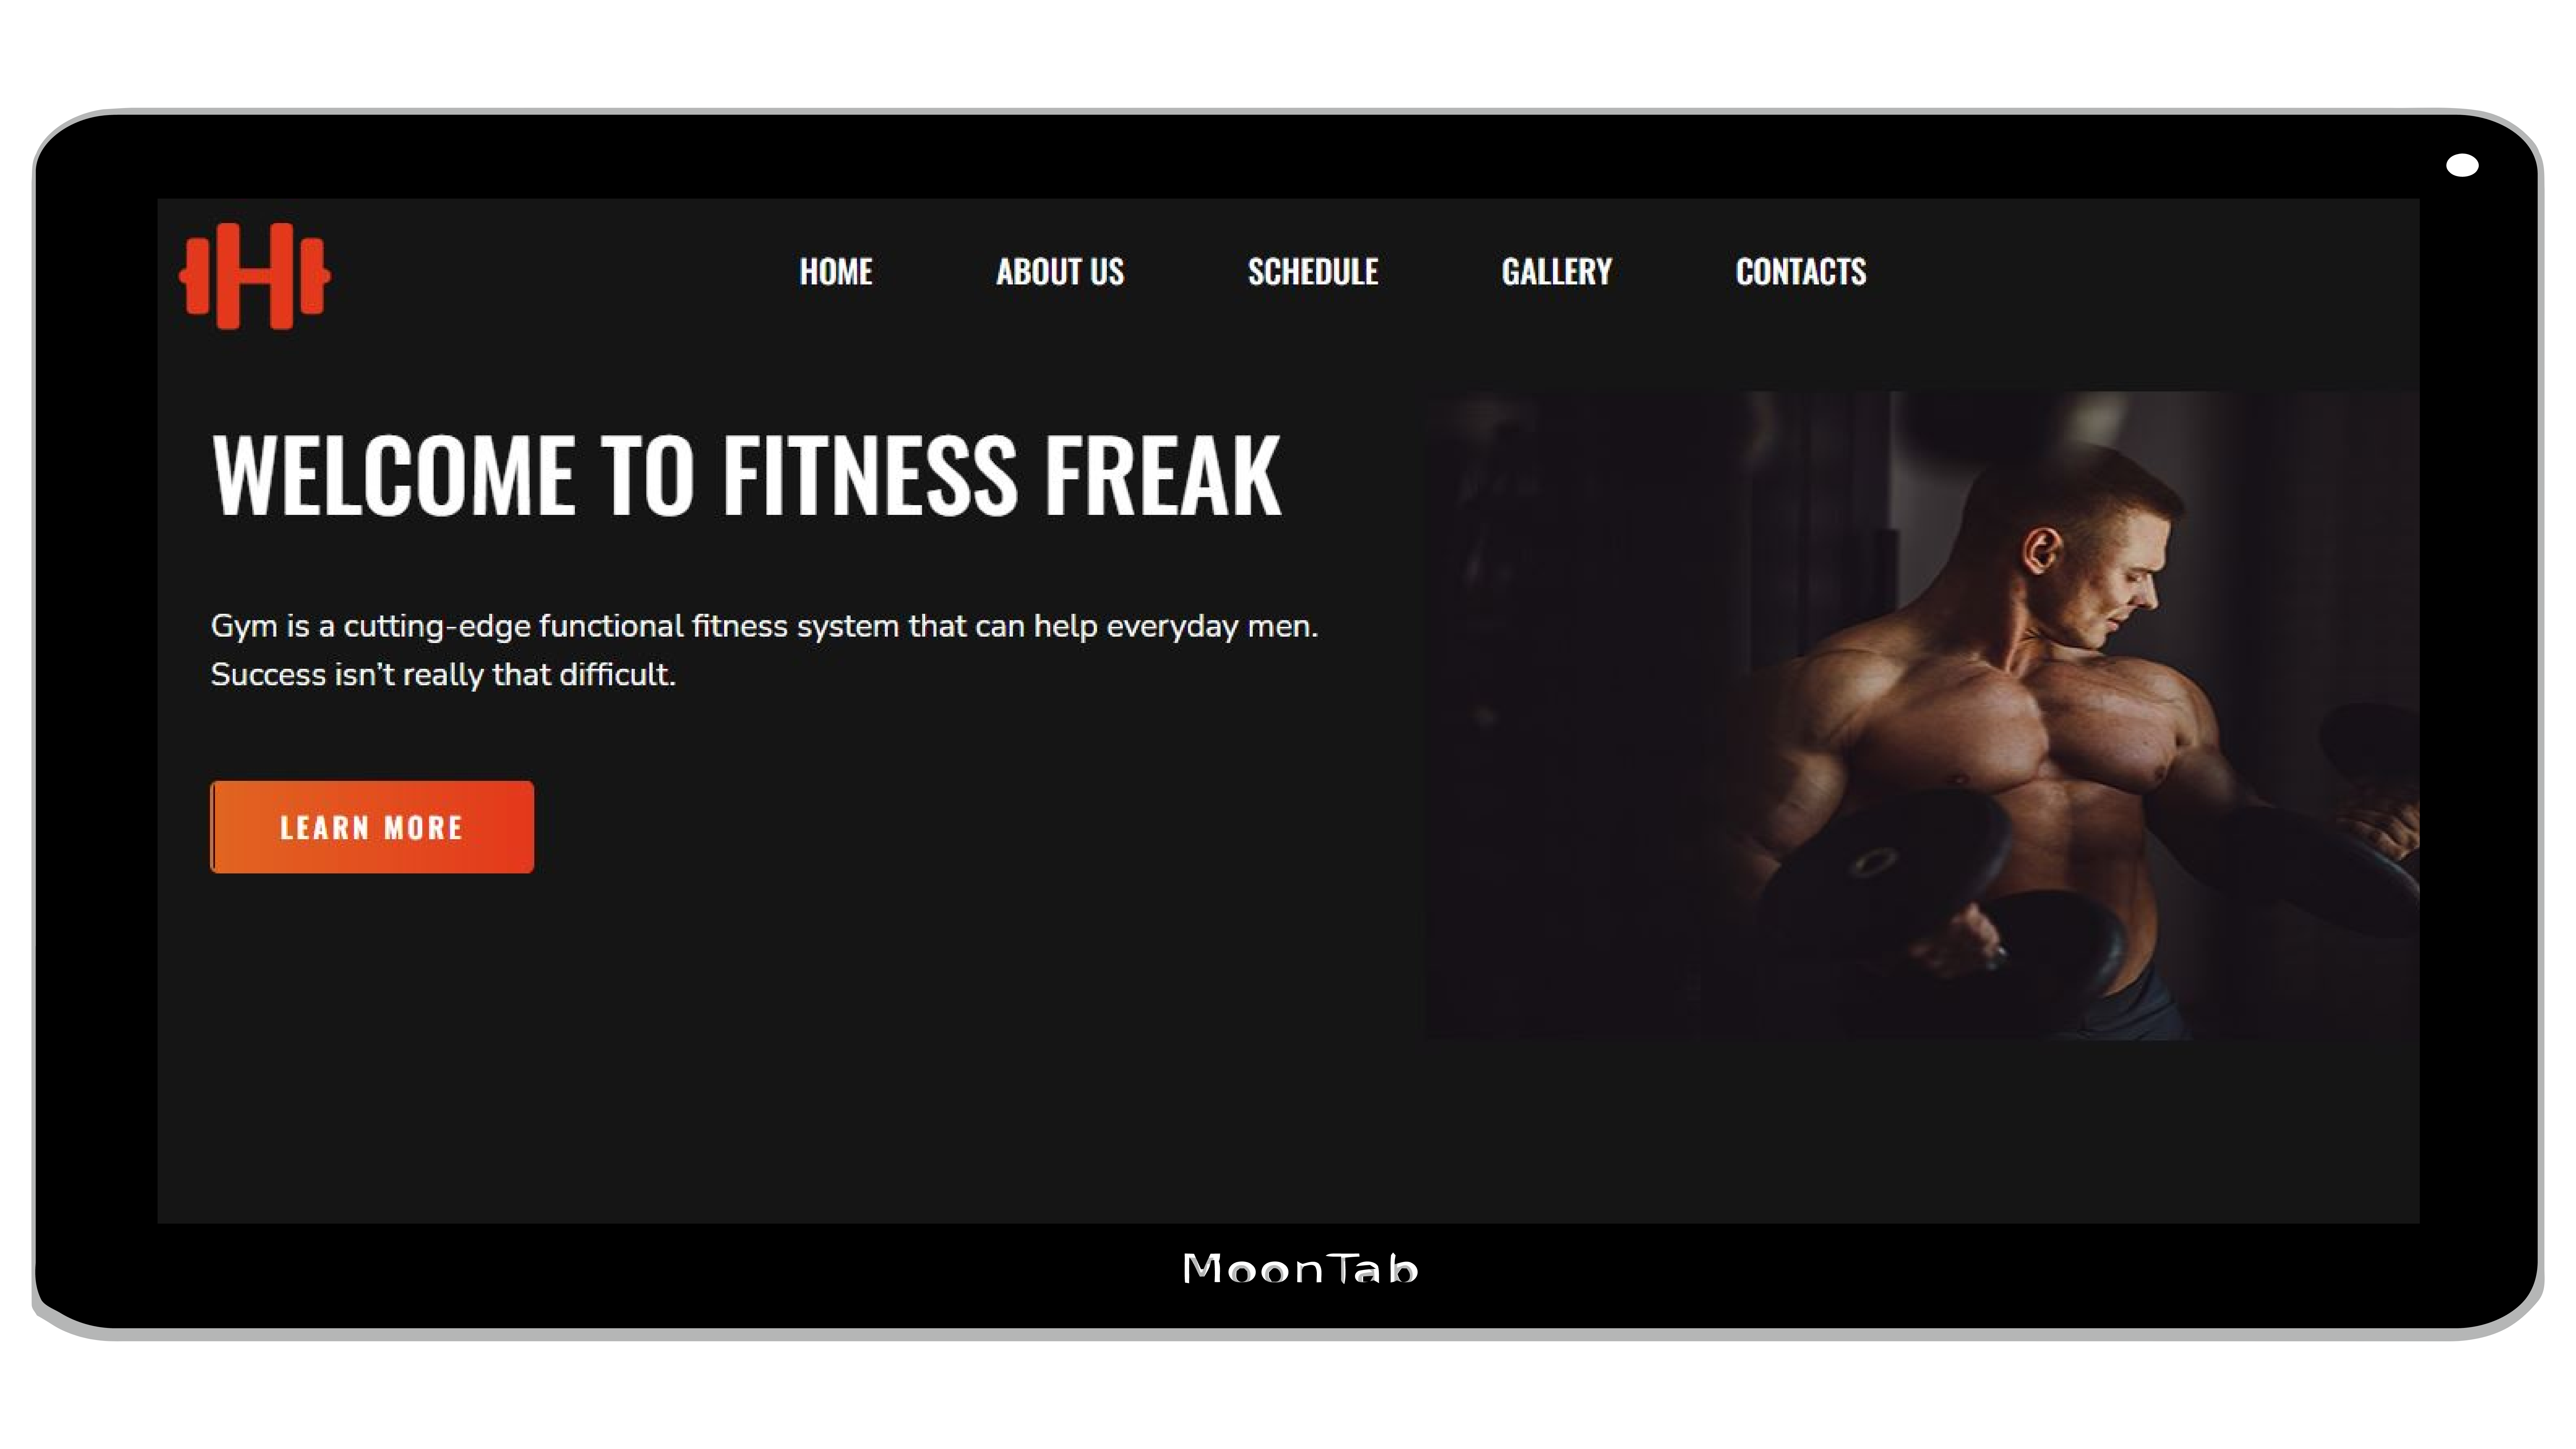 HOME ABOUT US SCHEDULE GALLERY CONTACTS
WELCOME TO FITNESS FREAK
Gym is a cutting-edge functional fitness system that can help everyday men.
Success isn't really that difficult.
LEARN MORE
MoonTab